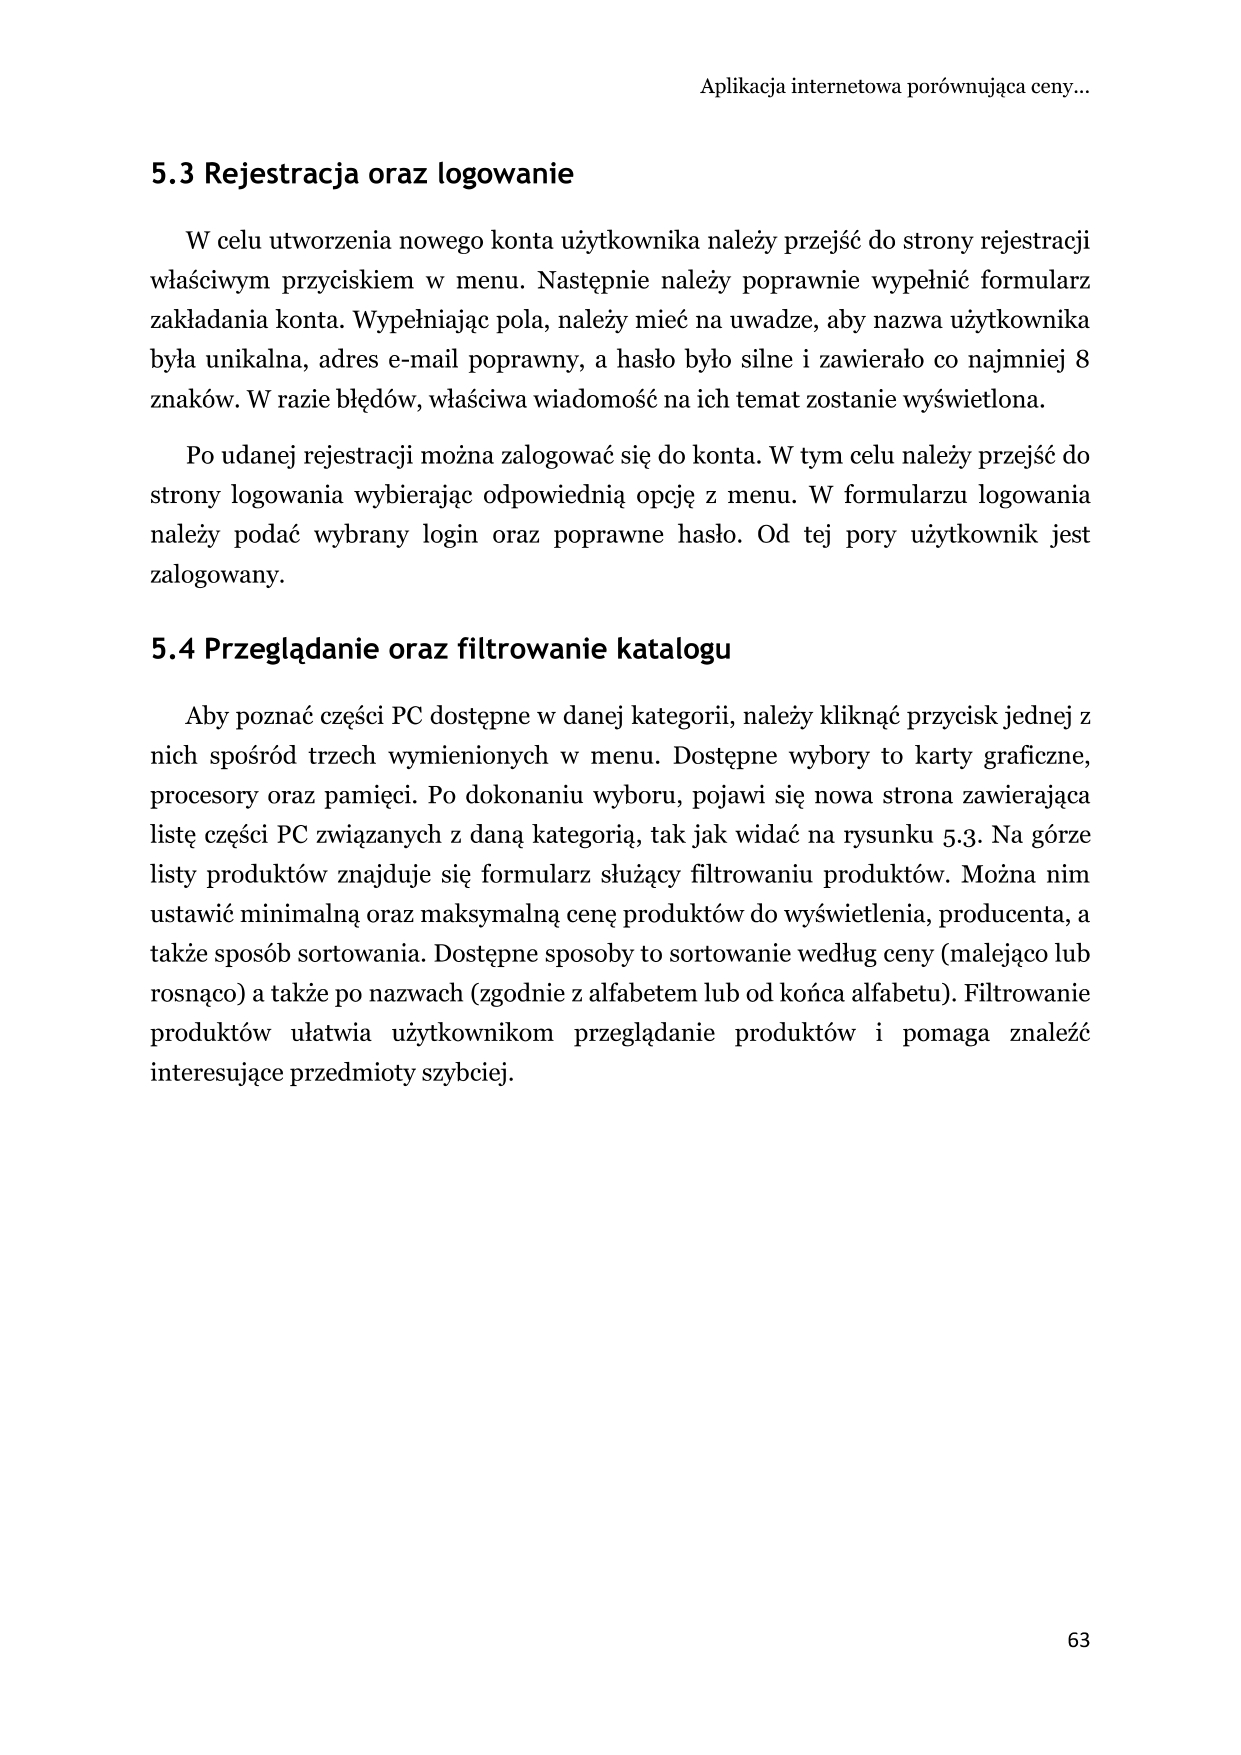 Aplikacja internetowa porównująca ceny...
5.3 Rejestracja oraz logowanie
W celu utworzenia nowego konta użytkownika należy przejść do strony rejestracji
właściwym przyciskiem w menu. Następnie należy poprawnie wypełnić formularz
zakładania konta. Wypełniając pola, należy mieć na uwadze, aby nazwa użytkownika
była unikalna, adres e-mail poprawny, a hasło było silne i zawierało co najmniej 8
znaków. W razie błędów, właściwa wiadomość na ich temat zostanie wyświetlona.
Po udanej rejestracji można zalogować się do konta. W tym celu należy przejść do
strony logowania wybierając odpowiednią opcję z menu. W formularzu logowania
należy podać wybrany login oraz poprawne hasło. Od tej pory użytkownik jest
zalogowany.
5.4 Przeglądanie oraz filtrowanie katalogu
Aby poznać części PC dostępne w danej kategorii, należy kliknąć przycisk jednej z
nich spośród trzech wymienionych w menu. Dostępne wybory to karty graficzne,
procesory oraz pamięci. Po dokonaniu wyboru, pojawi się nowa strona zawierająca
listę części PC związanych z daną kategorią, tak jak widać na rysunku 5.3. Na górze
listy produktów znajduje się formularz służący filtrowaniu produktów. Można nim
ustawić minimalną oraz maksymalną cenę produktów do wyświetlenia, producenta, a
także sposób sortowania. Dostępne sposoby to sortowanie według ceny (malejąco lub
rosnąco) a także po nazwach (zgodnie z alfabetem lub od końca alfabetu). Filtrowanie
produktów ułatwia użytkownikom przeglądanie produktów i pomaga znaleźć
interesujące przedmioty szybciej.
63